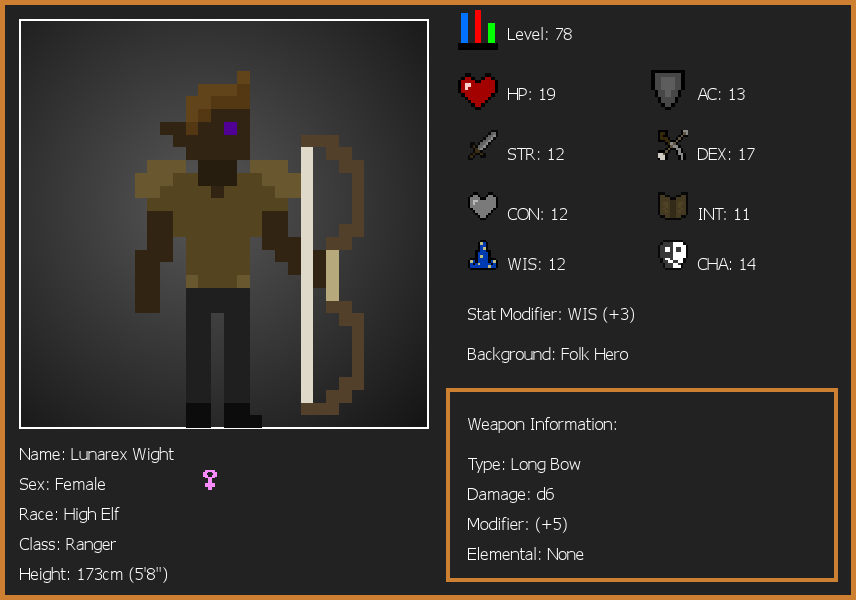 Level: 78
HP: 19
AC: 13
STR: 12
DEX: 17
CON: 12
INT: 11
WIS: 12
CHA: 14
Stat Modifier: WIS (+3)
Background: Folk Hero
Weapon Information:
Type: Long Bow
Damage: d6
Modifier: (+5)
Elemental: None
Name: Lunarex Wight
Sex: Female
Race: High Elf
Class: Ranger
Height: 173cm (5'8")